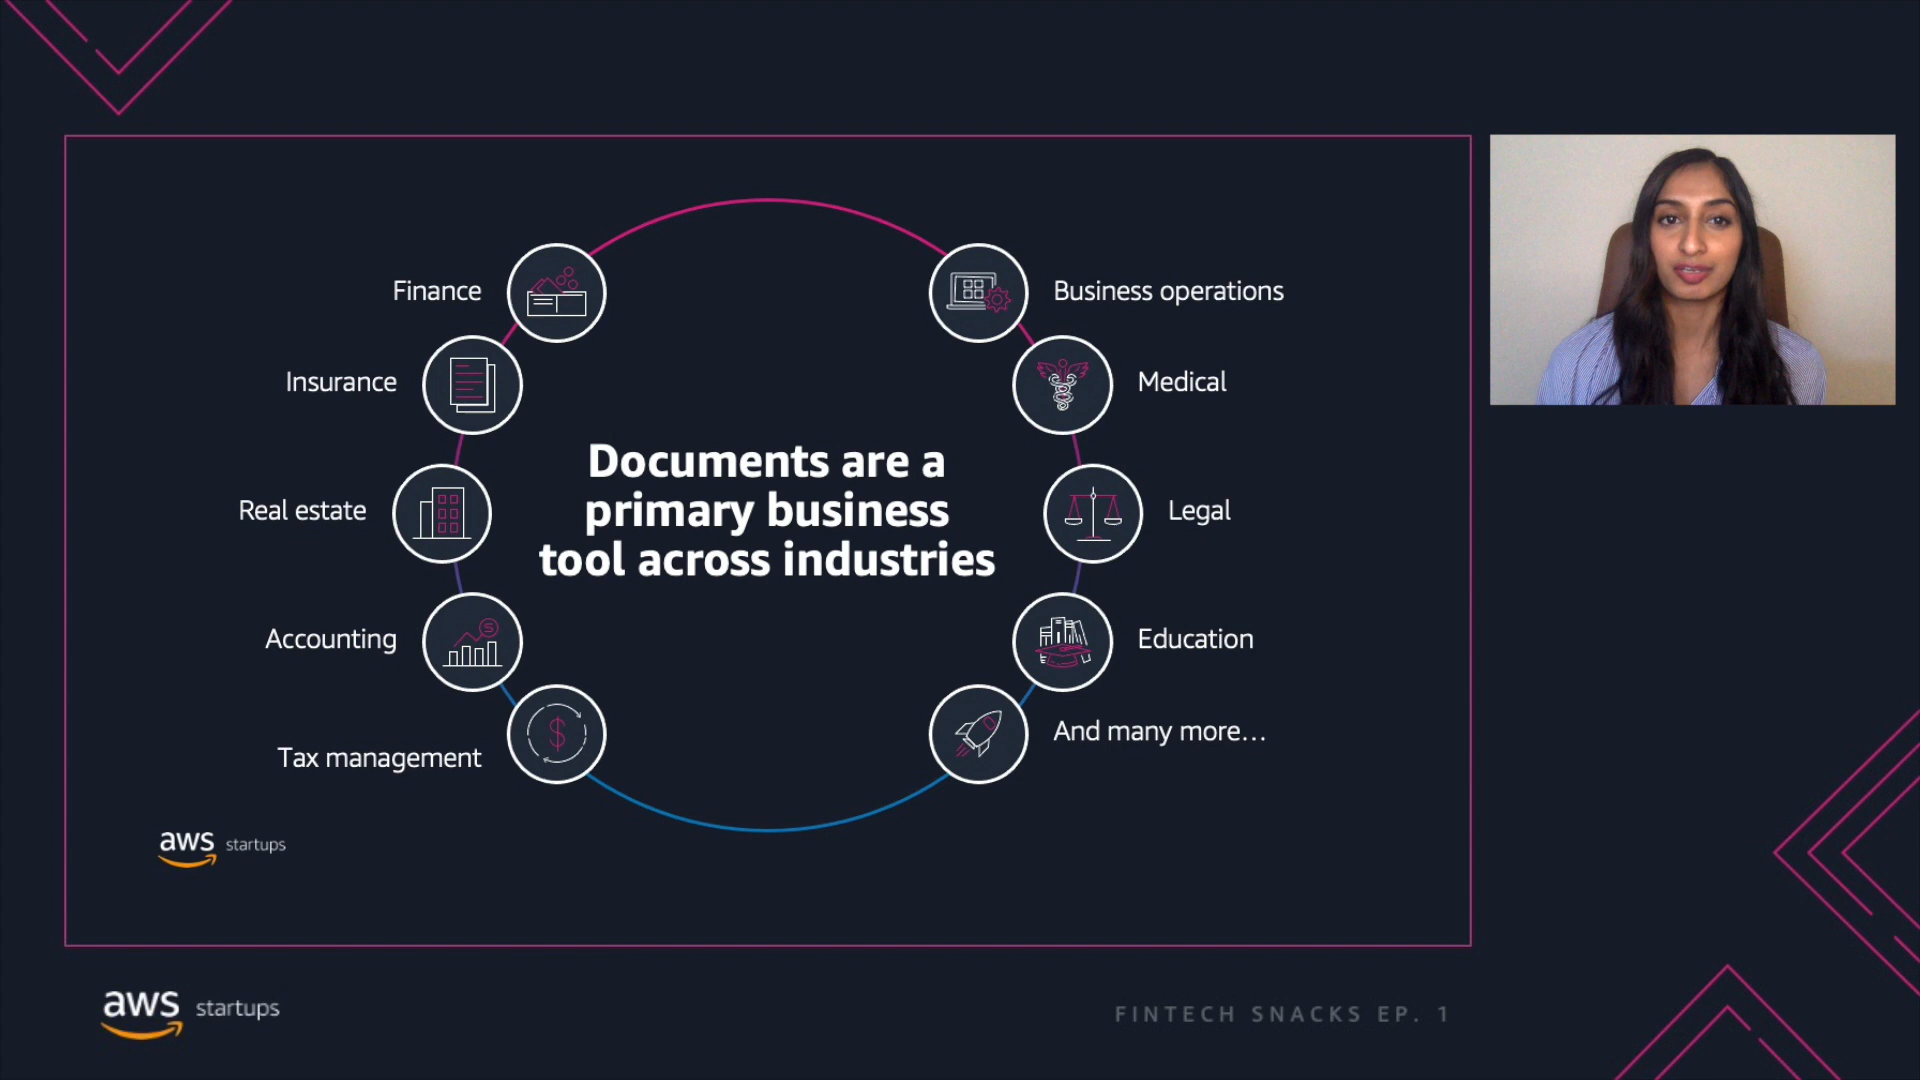 Finance
Business operations
Insurance
Medical
Documents are a
primary business
tool across industries
Real estate
Legal
Accounting
Education
Tax management
And many more...
aws startups
aws startups
FINTECH SNACKS EP. 1